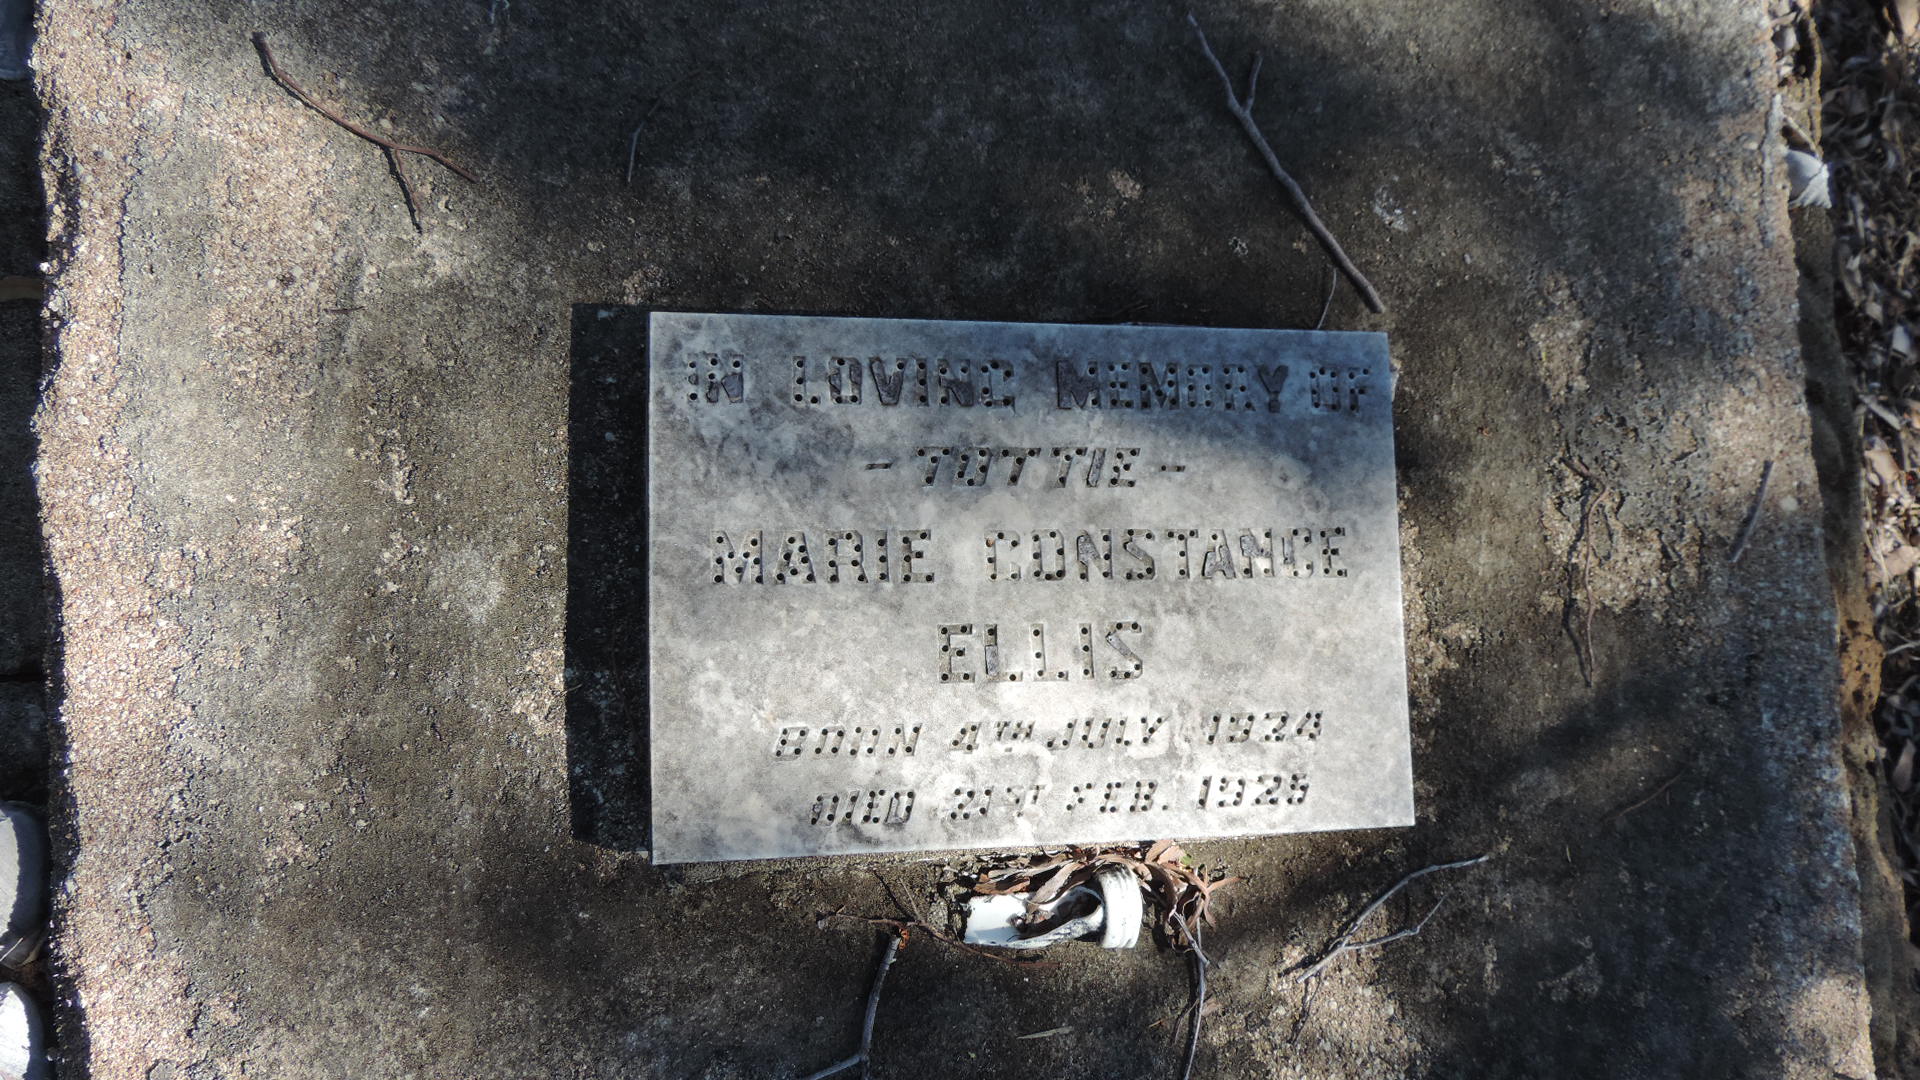 IN LOVING MEMORY OF
- TOTTIE -
MARIE CONSTANCE
ELLIS
BORN 4TH JULY 1924
DIED 21ST FEB. 1925